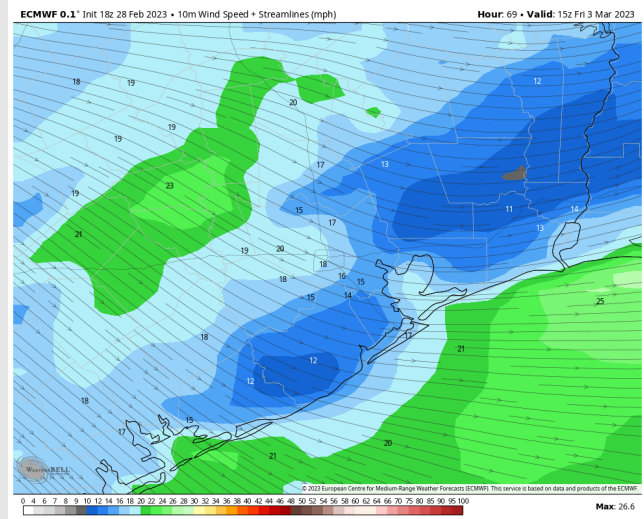 ECMWF 0.1° Init 18z 28 Feb 2023 • 10m Wind Speed + Streamlines (mph) Hour: 69 • Valid: 15z Fri 3 Mar 2023
18 19 12
20
19 19
17 13
23
19
15 11 14
17 13
21
19 20
18
18 16 15
15 14 25
17
18 21
12
12
18
15
17
20
21
WEATHERBELL
© 2023 European Centre for Medium-Range Weather Forecasts (ECMWF). This service is based on data and products of the ECMWF.
0 4 6 7 8 9 10 12 14 16 18 20 22 24 26 28 30 32 34 36 38 40 42 44 46 48 50 52 54 56 58 60 63 66 70 75 80 85 90 95 100
Max: 26.6